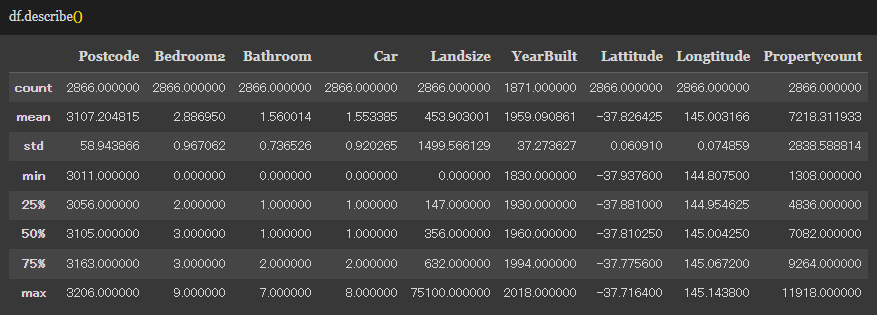 df.describe()
Postcode Bedroom2 Bathroom Car Landsize YearBuilt Lattitude Longtitude Propertycount
count 2866.000000 2866.000000 2866.000000 2866.000000 2866.000000 1871.000000 2866.000000 2866.000000 2866.000000
mean 3107.204815 2.886950 1.560014 1.553385 453.903001 1959.090861 -37.826425 145.003166 7218.311933
std 58.943866 0.967062 0.736526 0.920265 1499.566129 37.273627 0.060910 0.074859 2838.588814
min 3011.000000 0.000000 0.000000 0.000000 0.000000 1830.000000 -37.937600 144.807500 1308.000000
25% 3056.000000 2.000000 1.000000 1.000000 147.000000 1930.000000 -37.881000 144.954625 4836.000000
50% 3105.000000 3.000000 1.000000 1.000000 356.000000 1960.000000 -37.810250 145.004250 7082.000000
75% 3163.000000 3.000000 2.000000 2.000000 632.000000 1994.000000 -37.775600 145.067200 9264.000000
max 3206.000000 9.000000 7.000000 8.000000 75100.000000 2018.000000 -37.716400 145.143800 11918.000000